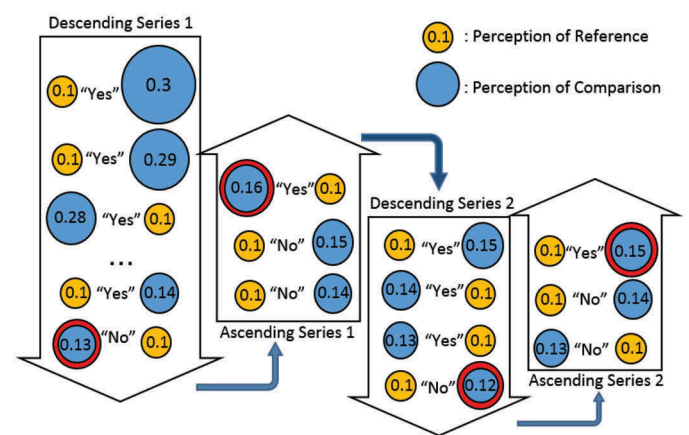 Descending Series 1
0.1 "Yes" 0.3
0.1 "Yes" 0.29
0.28 "Yes" 0.1
...
0.1 "Yes" 0.14
0.13 "No" 0.1
0.16 "Yes" 0.1
0.1 "No" 0.15
0.1 "No" 0.14
Ascending Series 1
0.1 : Perception of Reference
: Perception of Comparison
Descending Series 2
0.1 "Yes" 0.15
0.14 "Yes" 0.1
0.13 "Yes" 0.1
0.1 "No" 0.12
0.1 "Yes" 0.15
0.1 "No" 0.14
0.13 "No" 0.1
Ascending Series 2